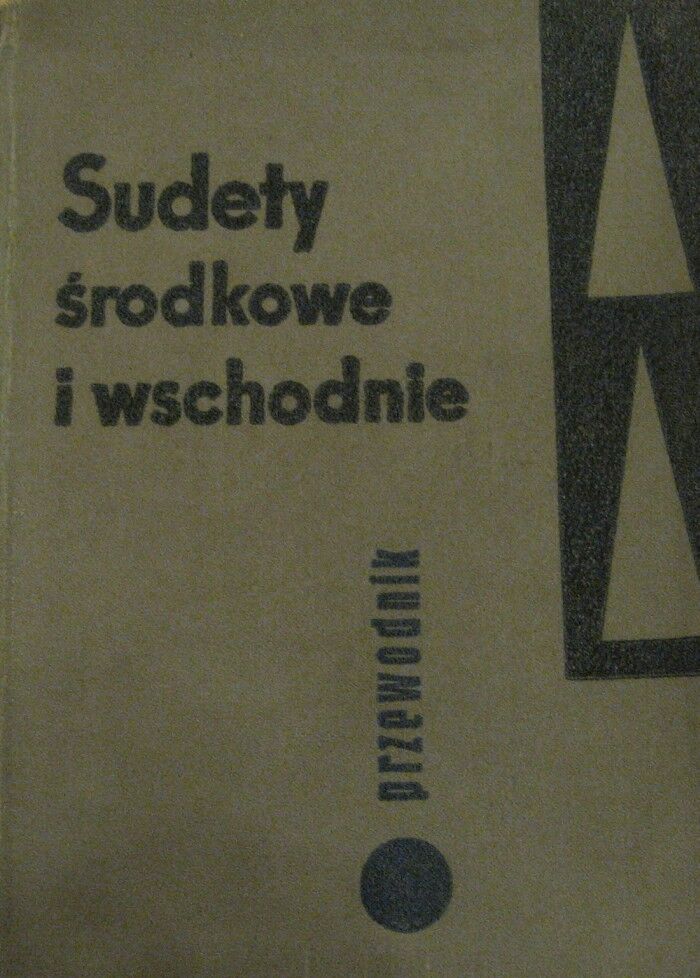 Sudety
środkowe
i wschodnie
przewodnik